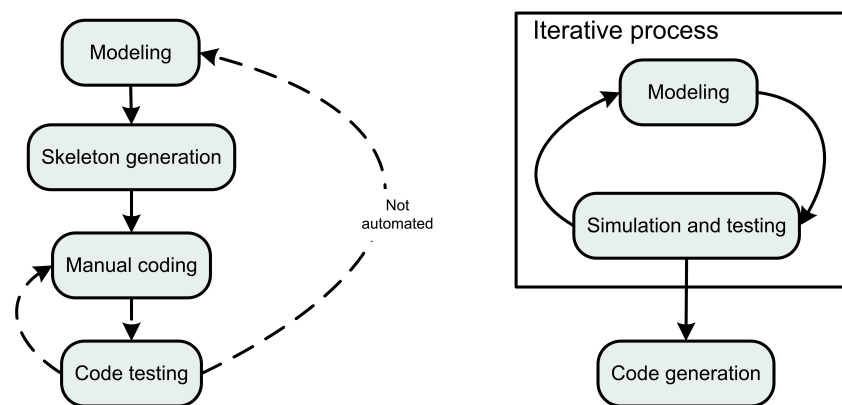 Modeling
Skeleton generation
Manual coding
Code testing
Not
automated
Iterative process
Modeling
Simulation and testing
Code generation